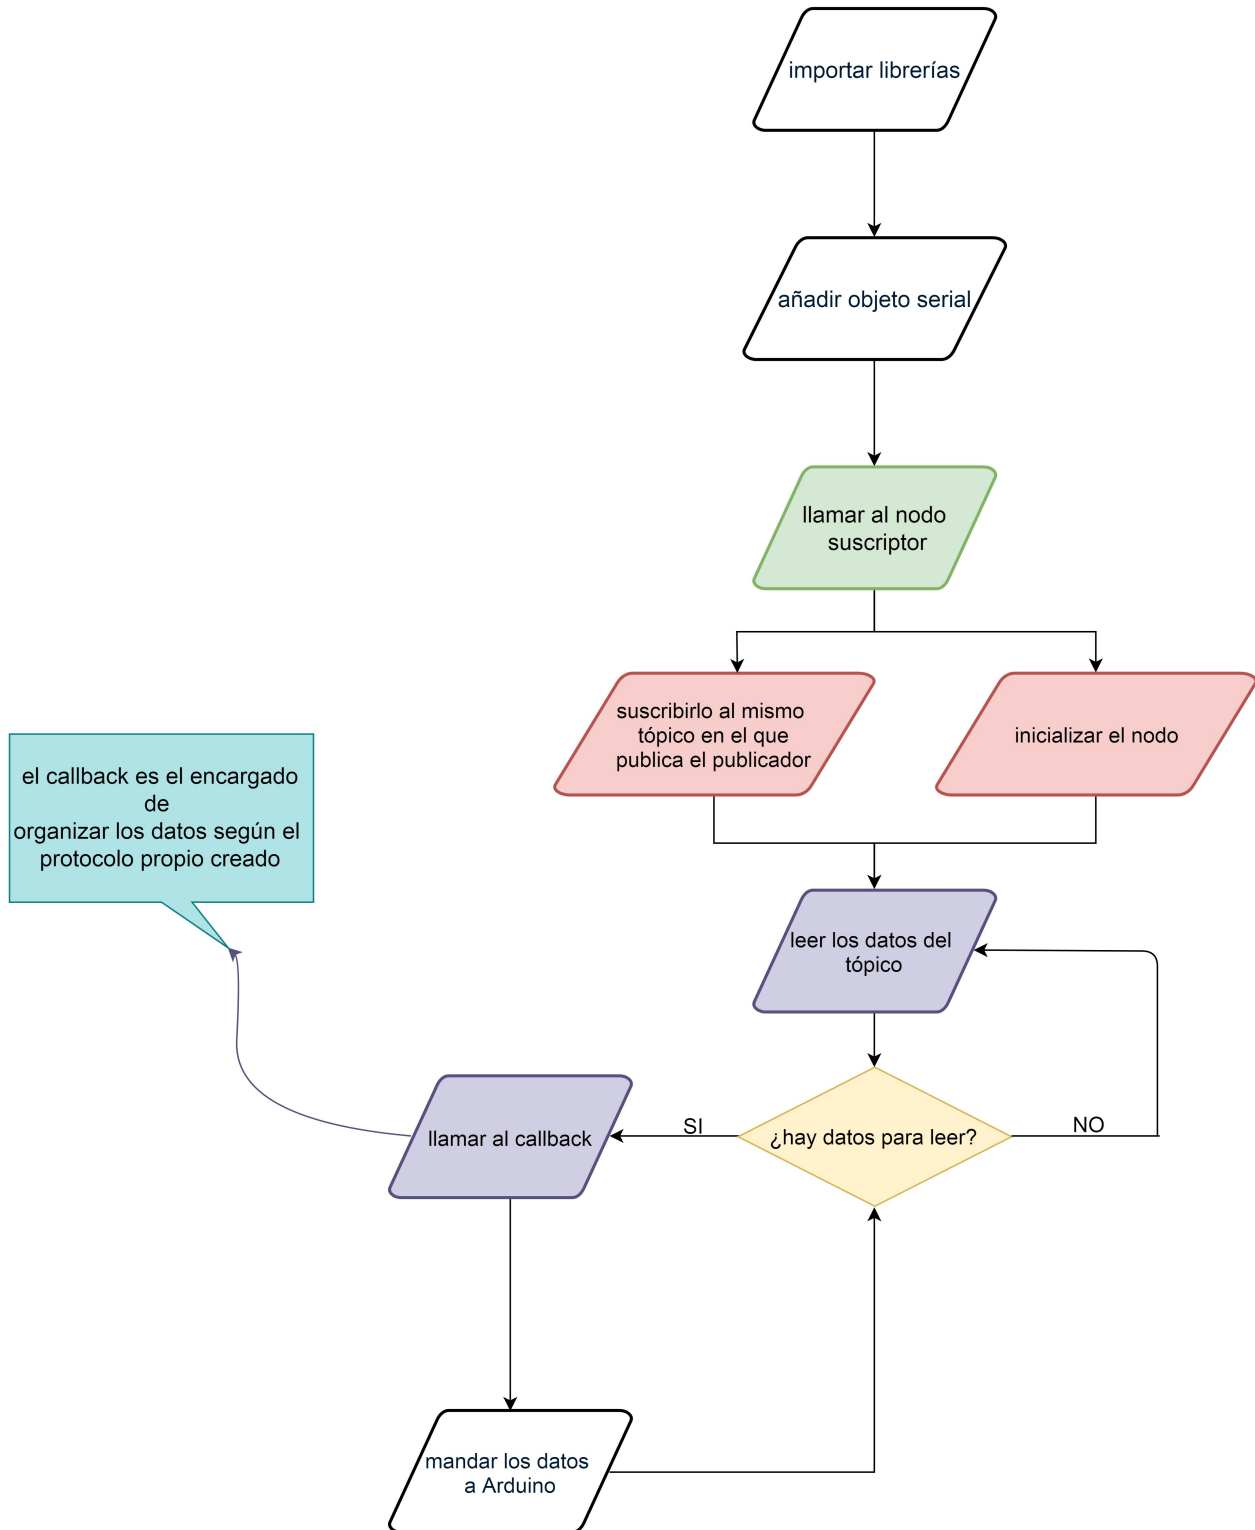 importar librerías
añadir objeto serial
llamar al nodo
suscriptor
suscribirlo al mismo
tópico en el que
publica el publicador
inicializar el nodo
el callback es el encargado
de
organizar los datos según el
protocolo propio creado
leer los datos del
tópico
llamar al callback
SI
¿hay datos para leer?
NO
mandar los datos
a Arduino